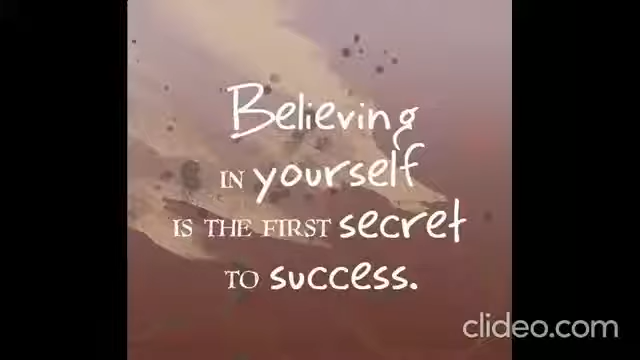 Believing
IN yourself
IS THE FIRST secret
TO success.
clideo.com